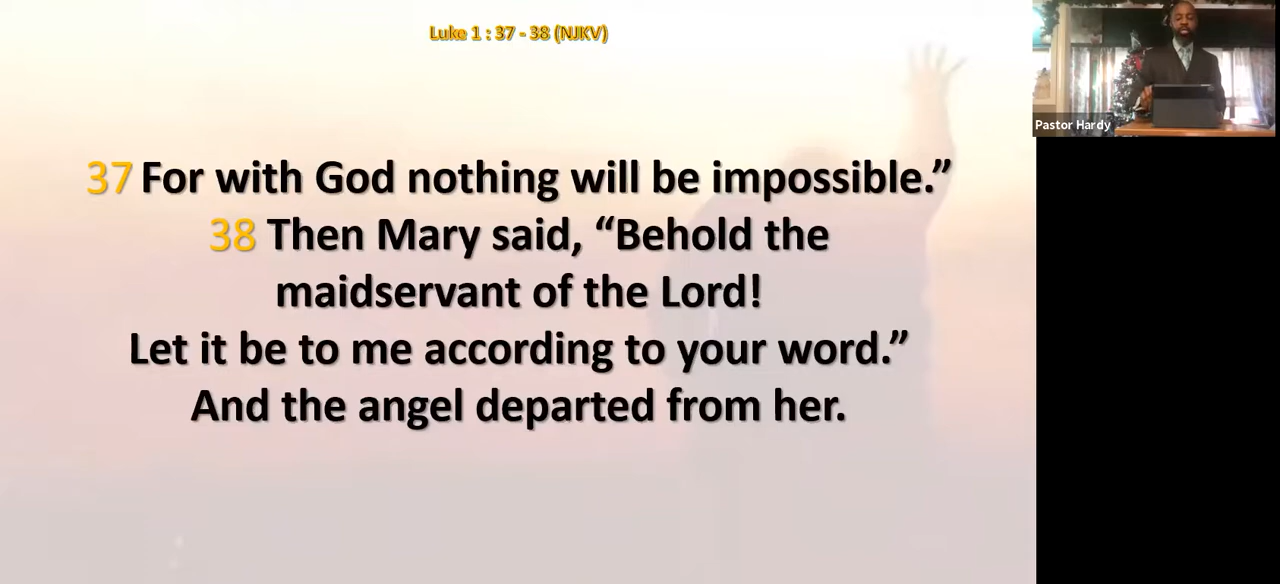 Luke 1 : 37 - 38 (NJKV)
Pastor Hardy
37 For with God nothing will be impossible.”
38 Then Mary said, “Behold the
maidservant of the Lord!
Let it be to me according to your word.”
And the angel departed from her.